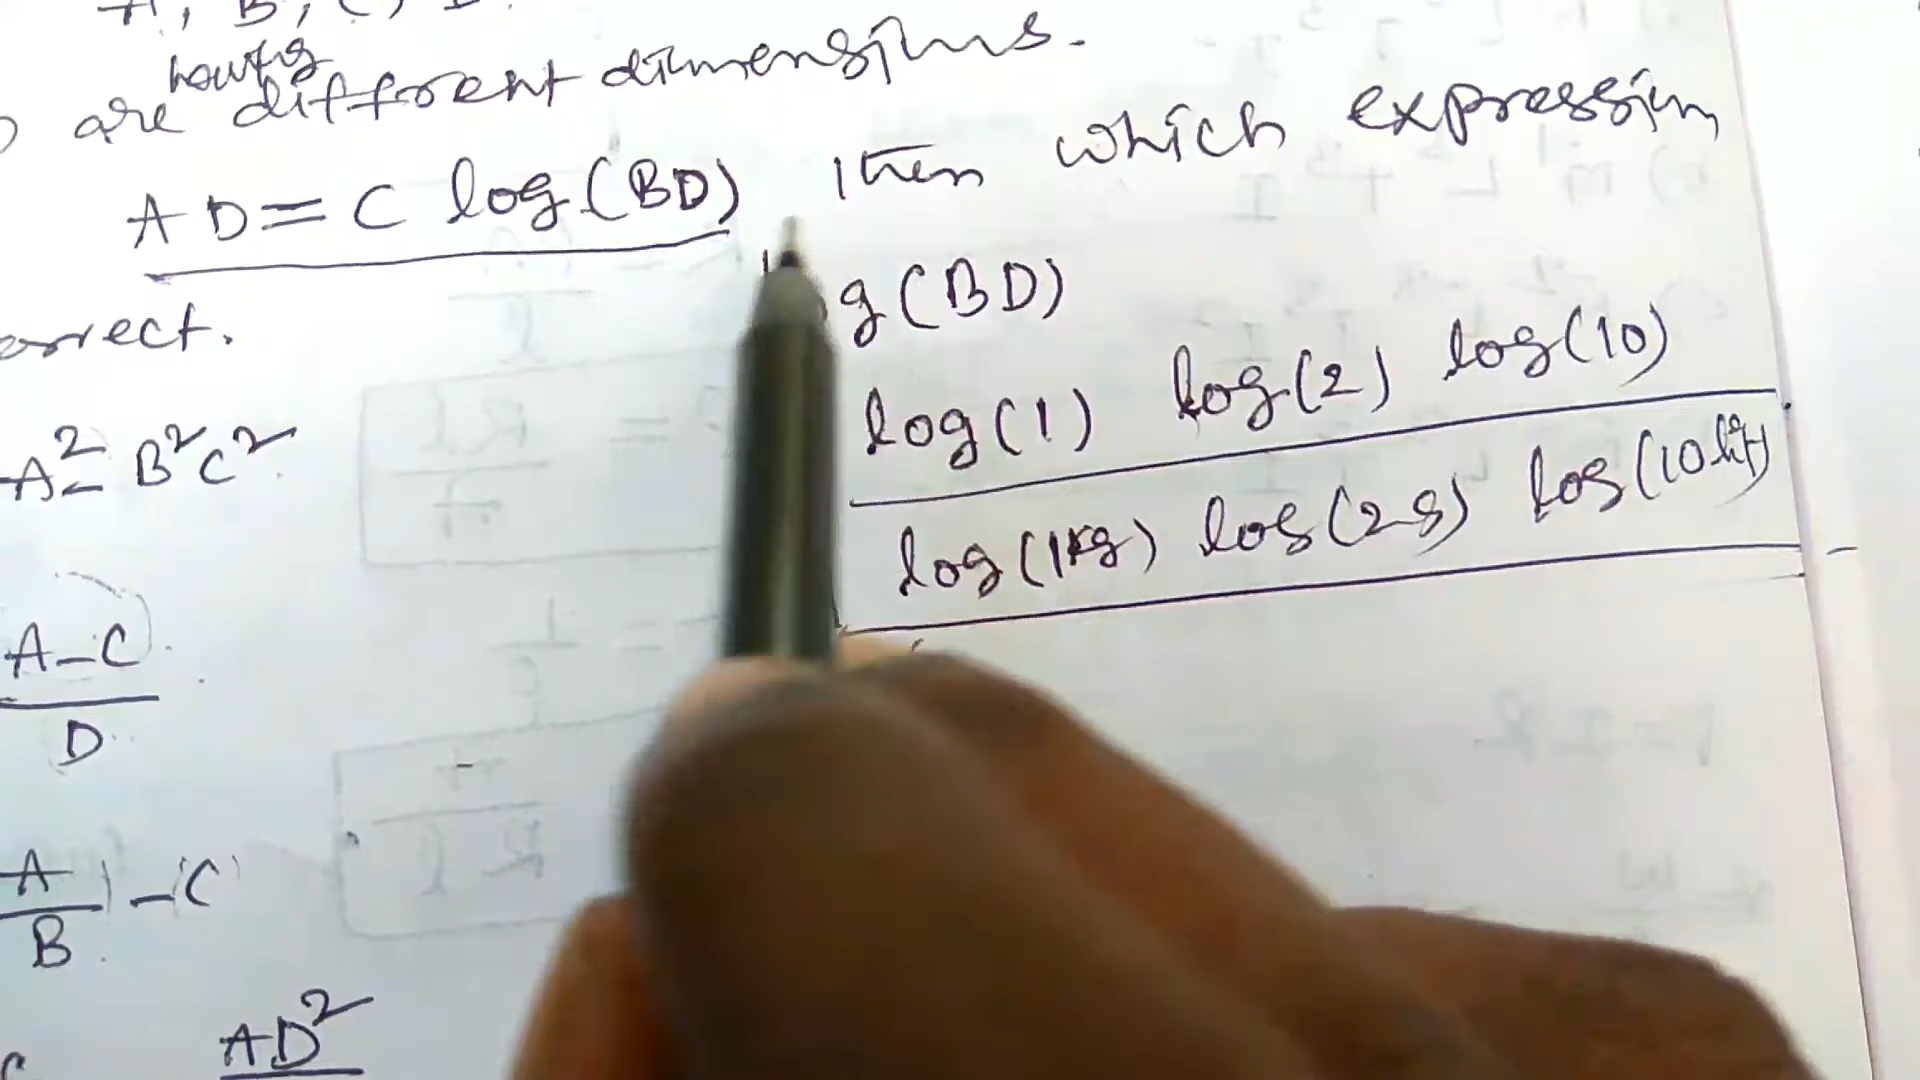 A, B, C, D.
having
are different dimensions.
AD = C log(BD) then which expression
g(BD)
correct.
log(1) log(2) log(10)
A² - B²C²
log(1kg) log(2g) log(10lit)
A-C
D
A
B
-C
AD²